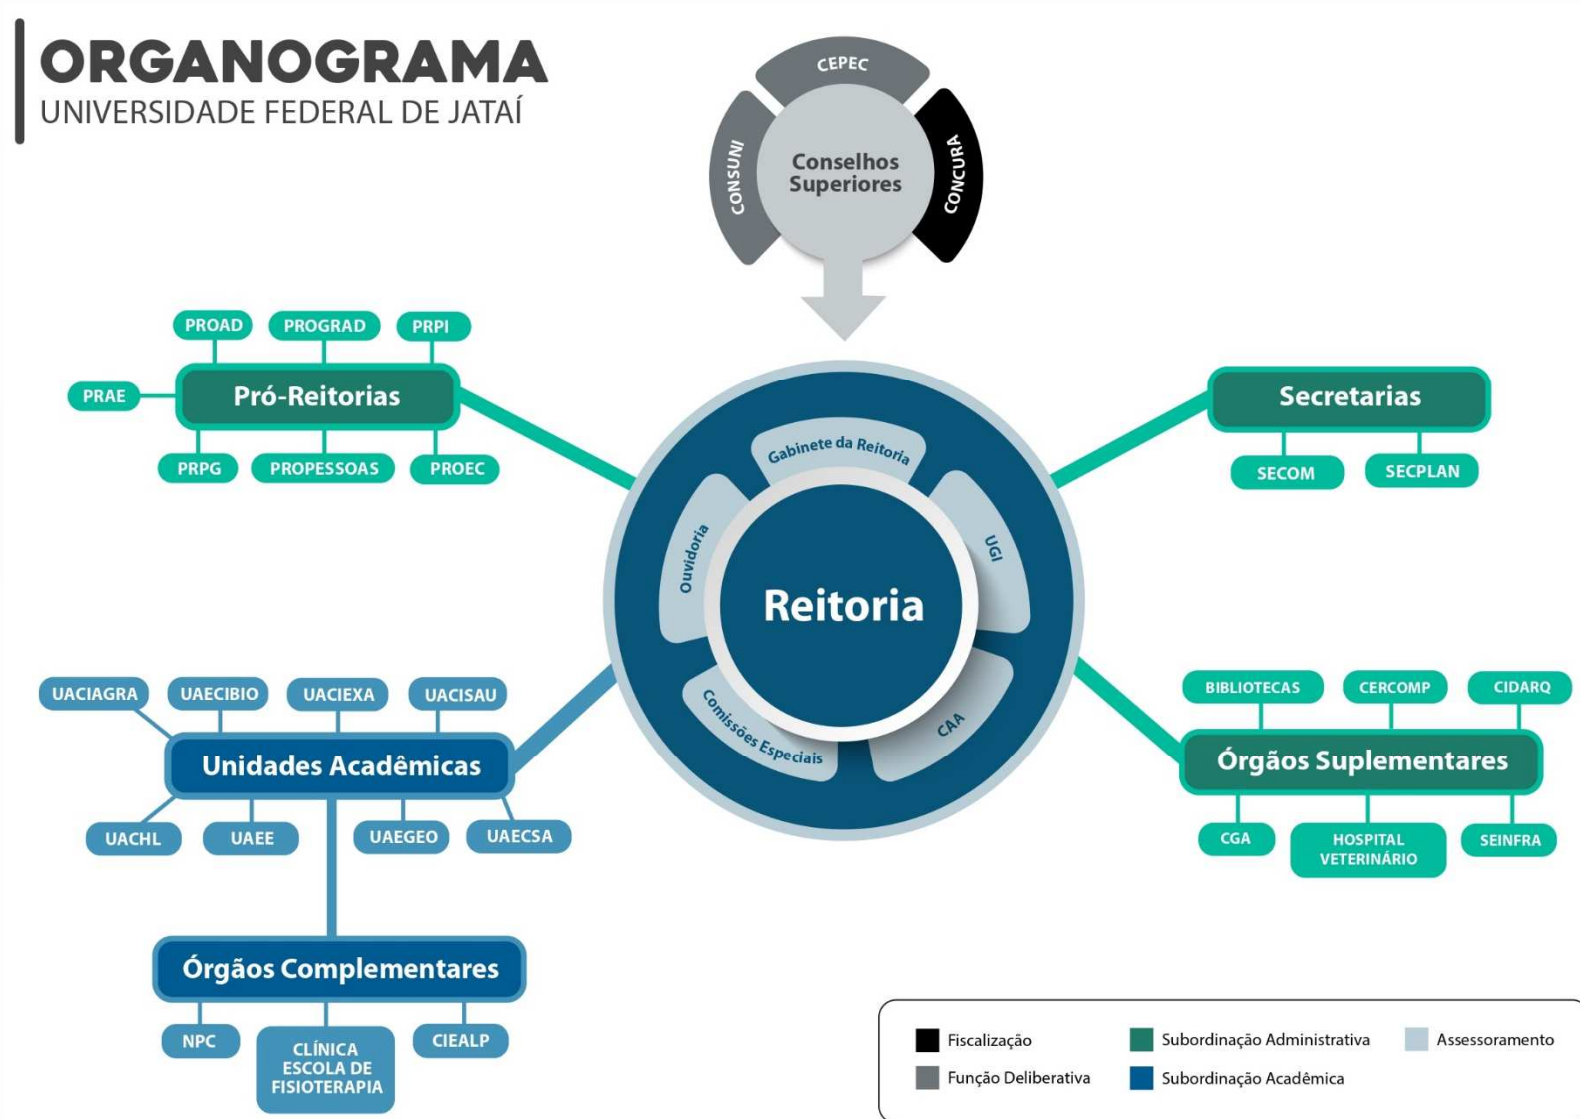 ORGANOGRAMA
UNIVERSIDADE FEDERAL DE JATAÍ
CEPEC
CONSUNI
CONCURA
Conselhos
Superiores
PROAD
PROGRAD
PRPI
PRAE
Pró-Reitorias
PRPG
PROPESSOAS
PROEC
Secretarias
SECOM
SECPLAN
Gabinete da Reitoria
Ouvidoria
UGI
Reitoria
Comissões Especiais
CAA
UACIAGRA
UAECIBIO
UACIEXA
UACISAU
Unidades Acadêmicas
UACHL
UAEE
UAEGEO
UAECSA
BIBLIOTECAS
CERCOMP
CIDARQ
Órgãos Suplementares
CGA
HOSPITAL
VETERINÁRIO
SEINFRA
Órgãos Complementares
NPC
CLÍNICA
ESCOLA DE
FISIOTERAPIA
CIEALP
Fiscalização
Subordinação Administrativa
Assessoramento
Função Deliberativa
Subordinação Acadêmica